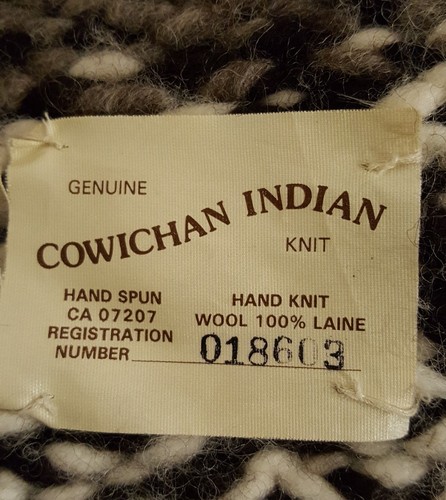 GENUINE
COWICHAN INDIAN
KNIT
HAND SPUN
CA 07207
REGISTRATION
NUMBER
HAND KNIT
WOOL 100% LAINE
018603